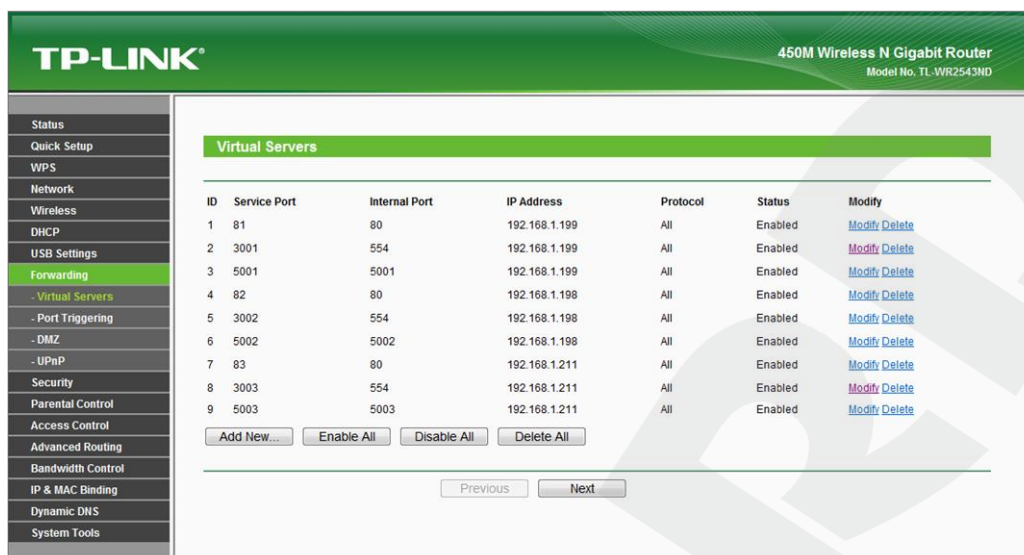 TP-LINK®
450M Wireless N Gigabit Router
Model No. TL-WR2543ND
Status
Quick Setup
WPS
Network
Wireless
DHCP
USB Settings
Forwarding
- Virtual Servers
- Port Triggering
- DMZ
- UPnP
Security
Parental Control
Access Control
Advanced Routing
Bandwidth Control
IP & MAC Binding
Dynamic DNS
System Tools
Virtual Servers
ID Service Port Internal Port IP Address Protocol Status Modify
1 81 80 192.168.1.199 All Enabled Modify Delete
2 3001 554 192.168.1.199 All Enabled Modify Delete
3 5001 5001 192.168.1.199 All Enabled Modify Delete
4 82 80 192.168.1.198 All Enabled Modify Delete
5 3002 554 192.168.1.198 All Enabled Modify Delete
6 5002 5002 192.168.1.198 All Enabled Modify Delete
7 83 80 192.168.1.211 All Enabled Modify Delete
8 3003 554 192.168.1.211 All Enabled Modify Delete
9 5003 5003 192.168.1.211 All Enabled Modify Delete
Add New... Enable All Disable All Delete All
Previous Next